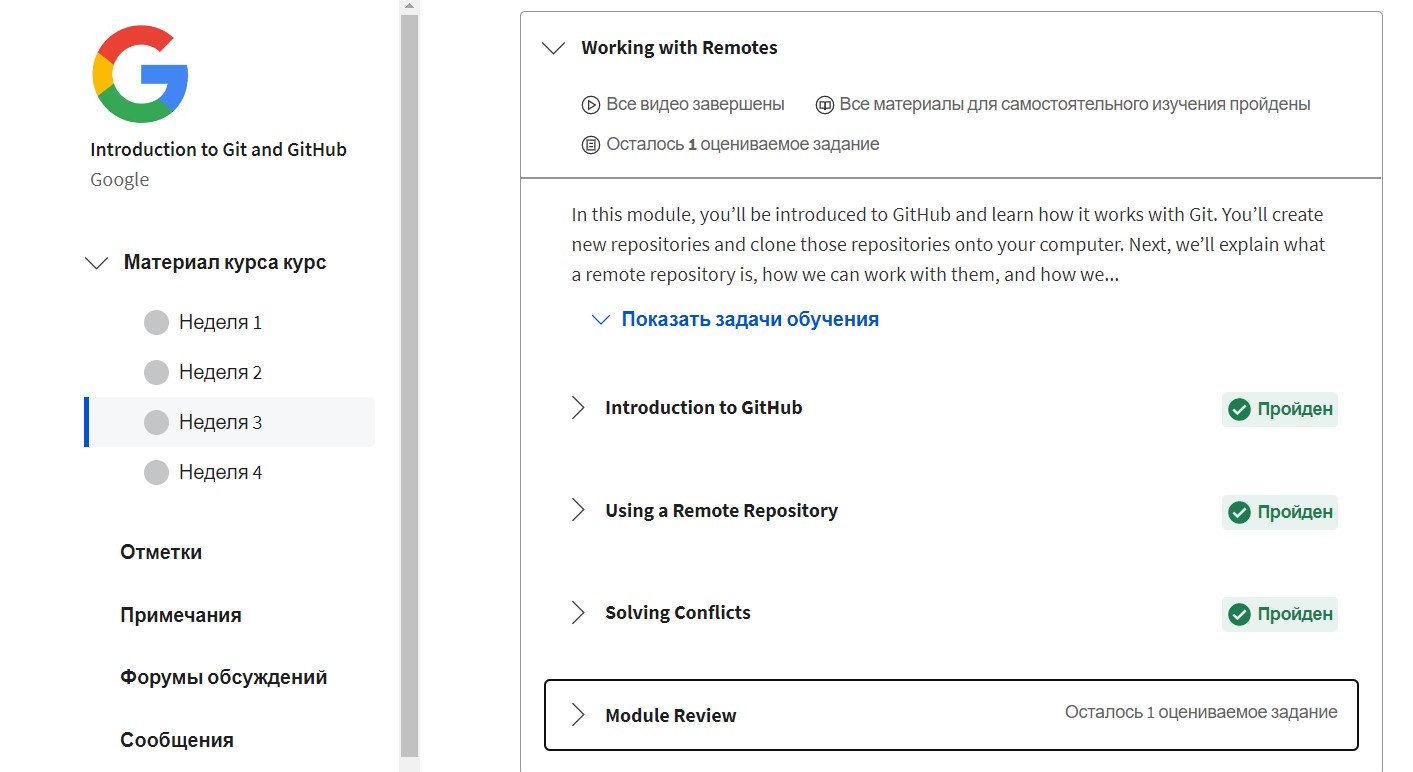 Introduction to Git and GitHub
Google
Материал курса курс
Неделя 1
Неделя 2
Неделя 3
Неделя 4
Отметки
Примечания
Форумы обсуждений
Сообщения
Working with Remotes
Все видео завершены Все материалы для самостоятельного изучения пройдены
Осталось 1 оцениваемое задание
In this module, you’ll be introduced to GitHub and learn how it works with Git. You’ll create
new repositories and clone those repositories onto your computer. Next, we’ll explain what
a remote repository is, how we can work with them, and how we...
Показать задачи обучения
Introduction to GitHub Пройден
Using a Remote Repository Пройден
Solving Conflicts Пройден
Module Review Осталось 1 оцениваемое задание